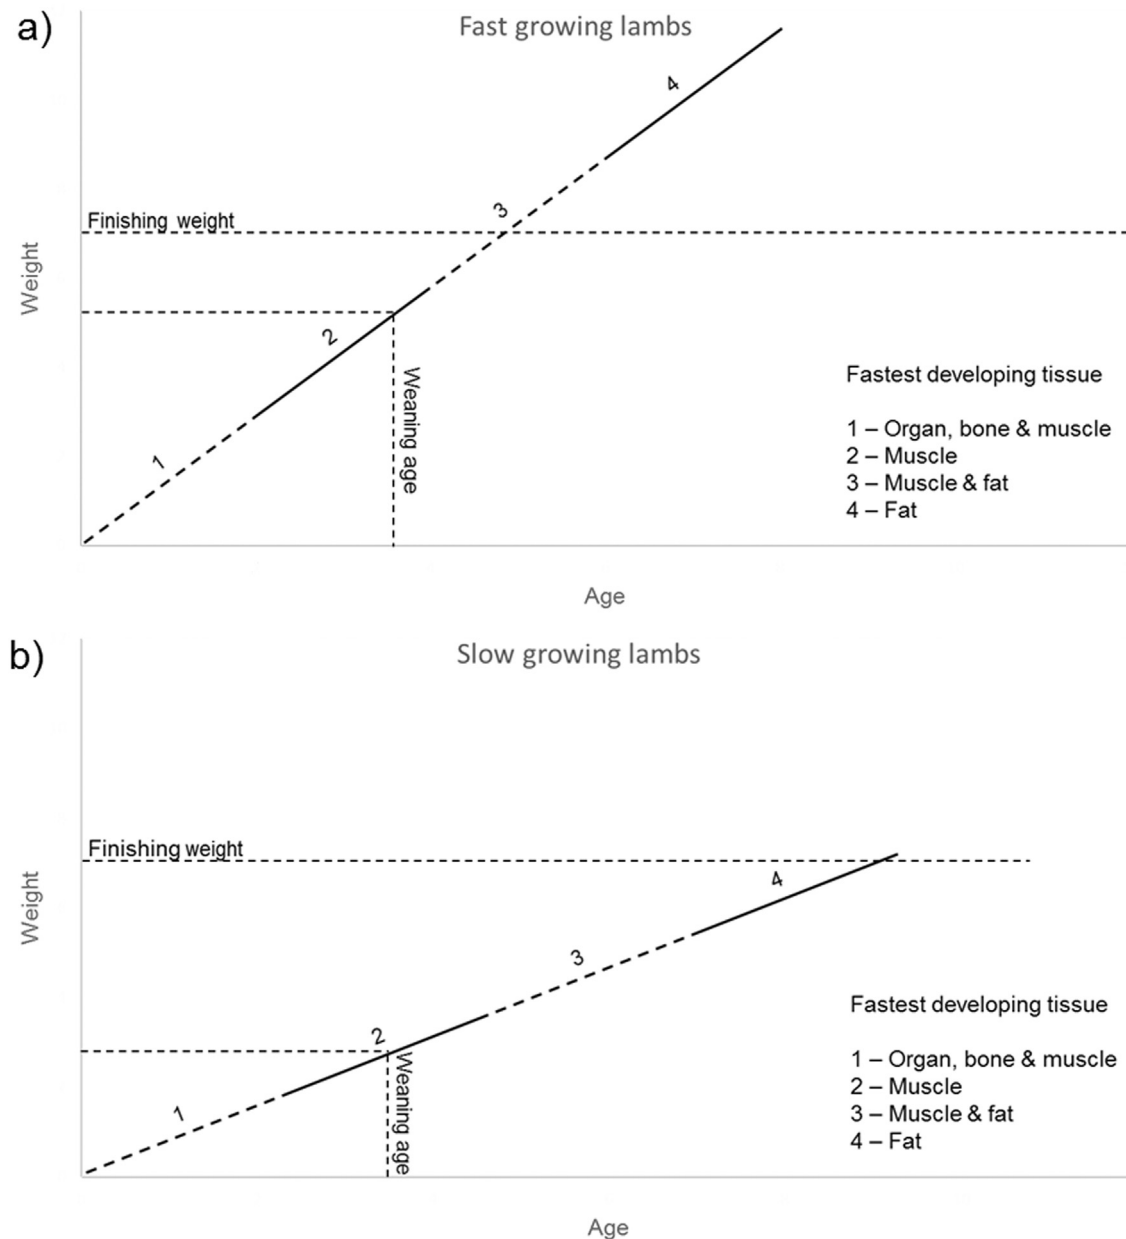 a)
Fast growing lambs
4
3
Finishing weight
Weight
2
Weaning age
1
Fastest developing tissue
1 – Organ, bone & muscle
2 – Muscle
3 – Muscle & fat
4 – Fat
Age
b)
Slow growing lambs
Finishing weight
4
Weight
3
2
Weaning age
1
Fastest developing tissue
1 – Organ, bone & muscle
2 – Muscle
3 – Muscle & fat
4 – Fat
Age